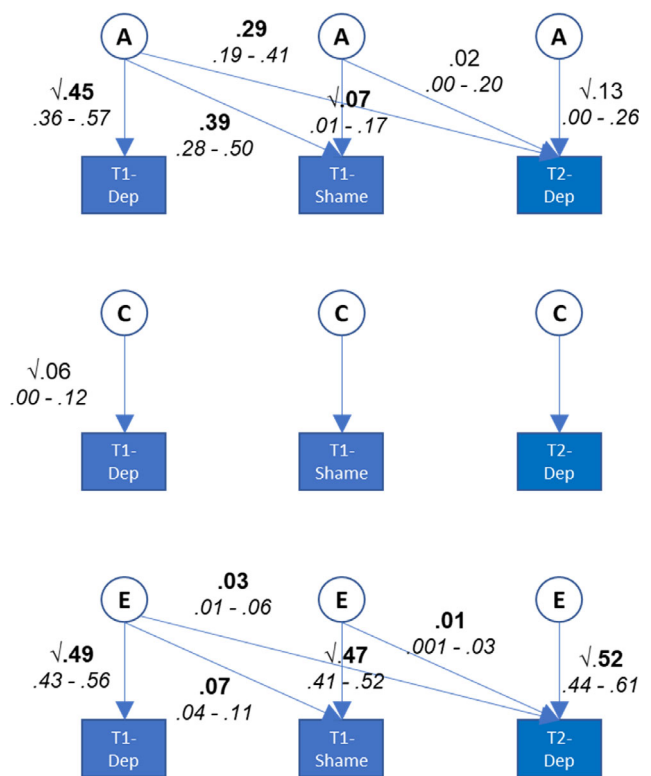 A .29 A A
.19 - .41 .02
√.45 √.07 .00 - .20 √.13
.36 - .57 .39 .01 - .17 .00 - .26
.28 - .50
T1- T1- T2-
Dep Shame Dep
C C C
√.06
.00 - .12
T1- T1- T2-
Dep Shame Dep
E .03 E E
.01 - .06 .01
√.49 √.47 .001 - .03 √.52
.43 - .56 .07 .41 - .52 .44 - .61
.04 - .11
T1- T1- T2-
Dep Shame Dep